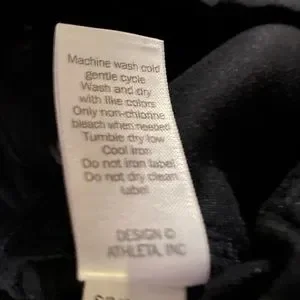 Machine wash cold
gentle cycle
Wash and dry
with like colors
Only non-chlorine
bleach when needed
Tumble dry low
Cool iron
Do not iron label
Do not dry clean
label
DESIGN ©
ATHLETA, INC